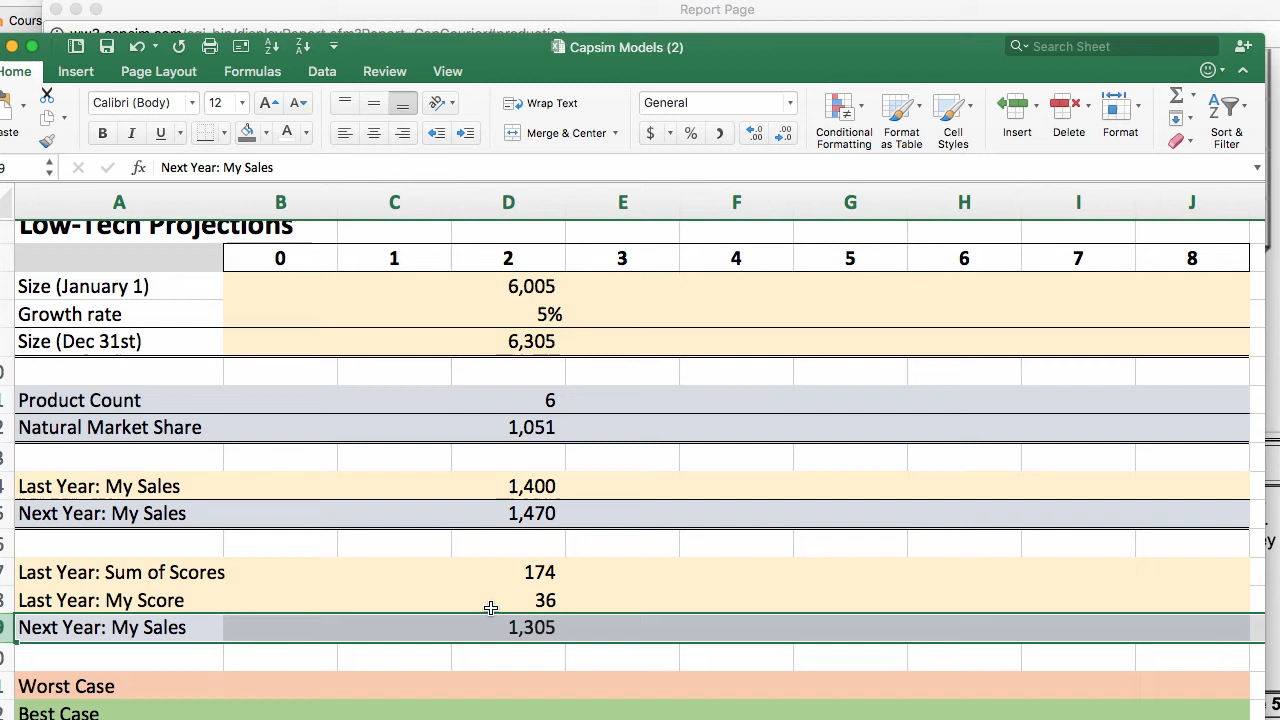 Cours
Report Page
Capsim Models (2)
Search Sheet
Home Insert Page Layout Formulas Data Review View
Calibri (Body) 12 A A Wrap Text General
B I U A Merge & Center $ %
Conditional Formatting
Format as Table
Cell Styles
Insert
Delete
Format
Sort & Filter
fx Next Year: My Sales
A B C D E F G H I J
Low-Tech Projections
0 1 2 3 4 5 6 7 8
Size (January 1) 6,005
Growth rate 5%
Size (Dec 31st) 6,305
Product Count 6
Natural Market Share 1,051
Last Year: My Sales 1,400
Next Year: My Sales 1,470
Last Year: Sum of Scores 174
Last Year: My Score 36
Next Year: My Sales 1,305
Worst Case
Best Case